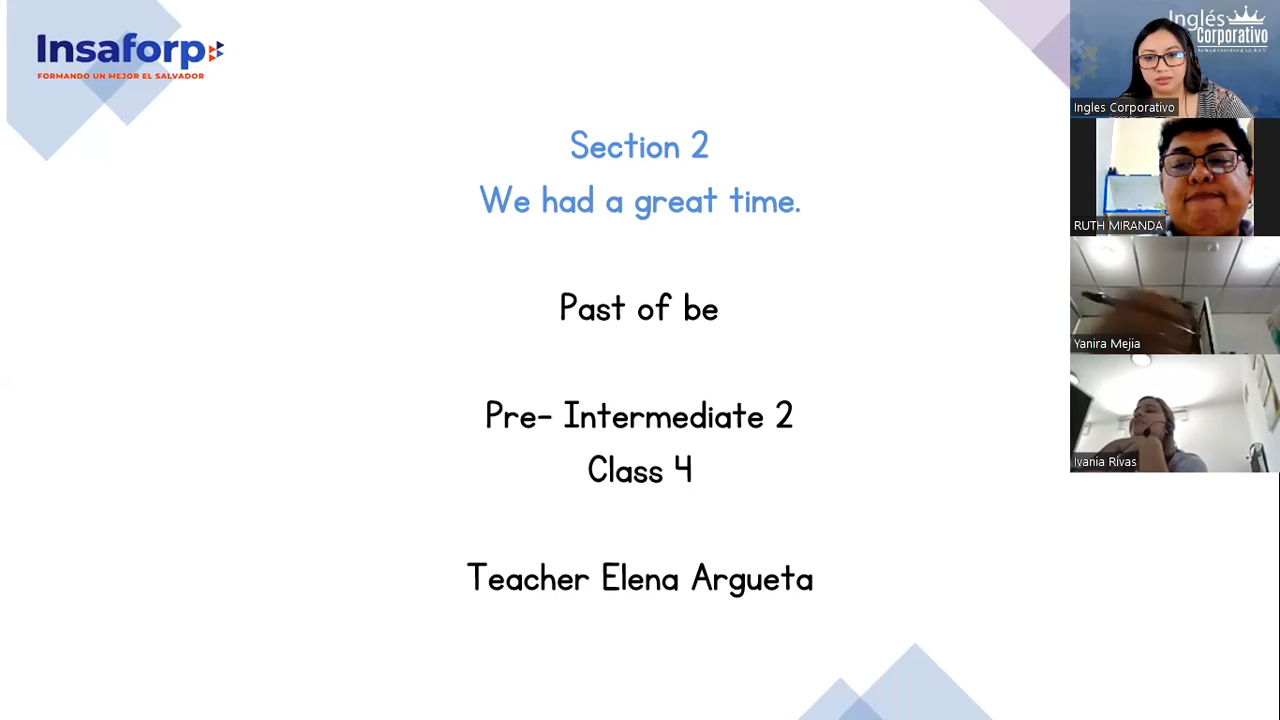 Insaforp
FORMANDO UN MEJOR EL SALVADOR
Section 2
We had a great time.
Past of be
Pre- Intermediate 2
Class 4
Teacher Elena Argueta
Inglés
Corporativo
Ingles Corporativo
RUTH MIRANDA
Yanira Mejia
Ivania Rivas